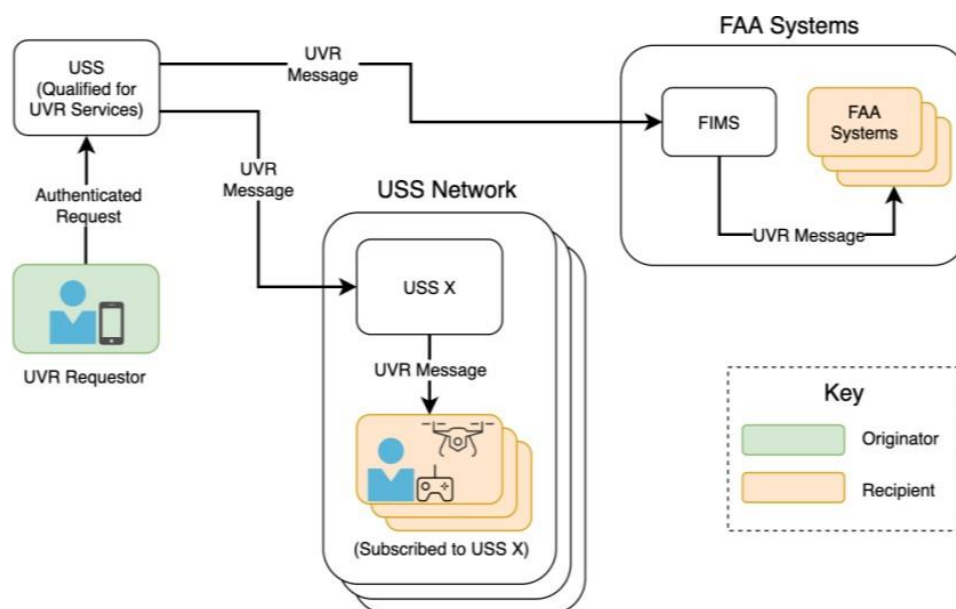 FAA Systems
USS
(Qualified for
UVR Services)
UVR
Message
FIMS
FAA
Systems
UVR Message
Authenticated
Request
UVR
Message
USS Network
USS X
UVR Requestor
UVR Message
(Subscribed to USS X)
Key
Originator
Recipient